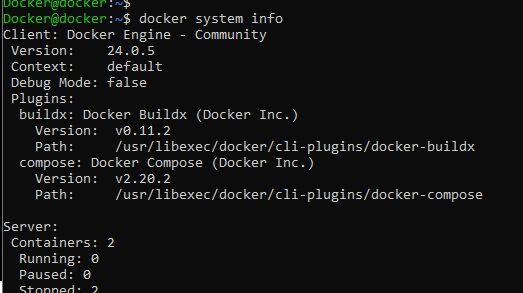 Docker@docker:~$
Docker@docker:~$ docker system info
Client: Docker Engine - Community
 Version:    24.0.5
 Context:    default
 Debug Mode: false
 Plugins:
  buildx: Docker Buildx (Docker Inc.)
    Version:  v0.11.2
    Path:     /usr/libexec/docker/cli-plugins/docker-buildx
  compose: Docker Compose (Docker Inc.)
    Version:  v2.20.2
    Path:     /usr/libexec/docker/cli-plugins/docker-compose

Server:
 Containers: 2
  Running: 0
  Paused: 0
  Stopped: 2